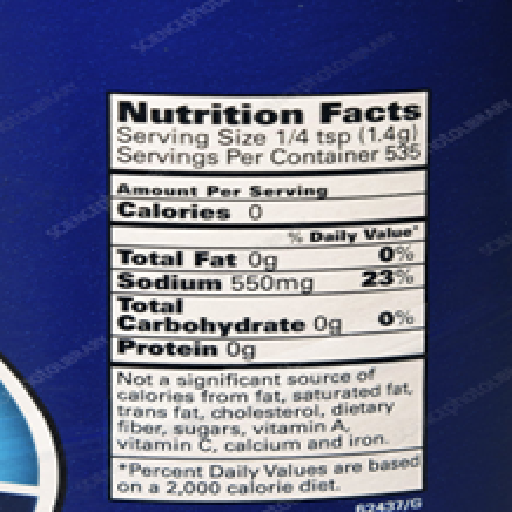 Nutrition Facts
Serving Size 1/4 tsp (1.4g)
Servings Per Container 535
Amount Per Serving
Calories 0
% Daily Value*
Total Fat 0g 0%
Sodium 550mg 23%
Total
Carbohydrate 0g 0%
Protein 0g
Not a significant source of
calories from fat, saturated fat,
trans fat, cholesterol, dietary
fiber, sugars, vitamin A,
vitamin C, calcium and iron.
*Percent Daily Values are based
on a 2,000 calorie diet.
62437/G
SCIENCEPHOTOLIBRARY